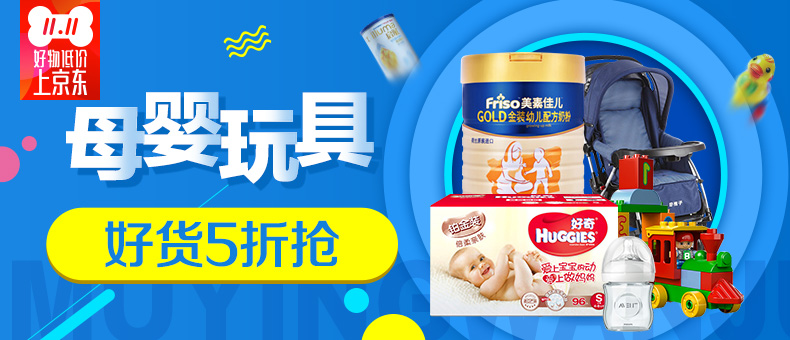 11.11
好物低价
上京东
母婴玩具
好货5折抢
Friso美素佳儿
GOLD金装幼儿配方奶粉
growing up milk
铂金装
倍柔亲肤
好奇
HUGGIES
爱上宝宝的动
爱上做妈妈
96
S
MUYINGWANJU